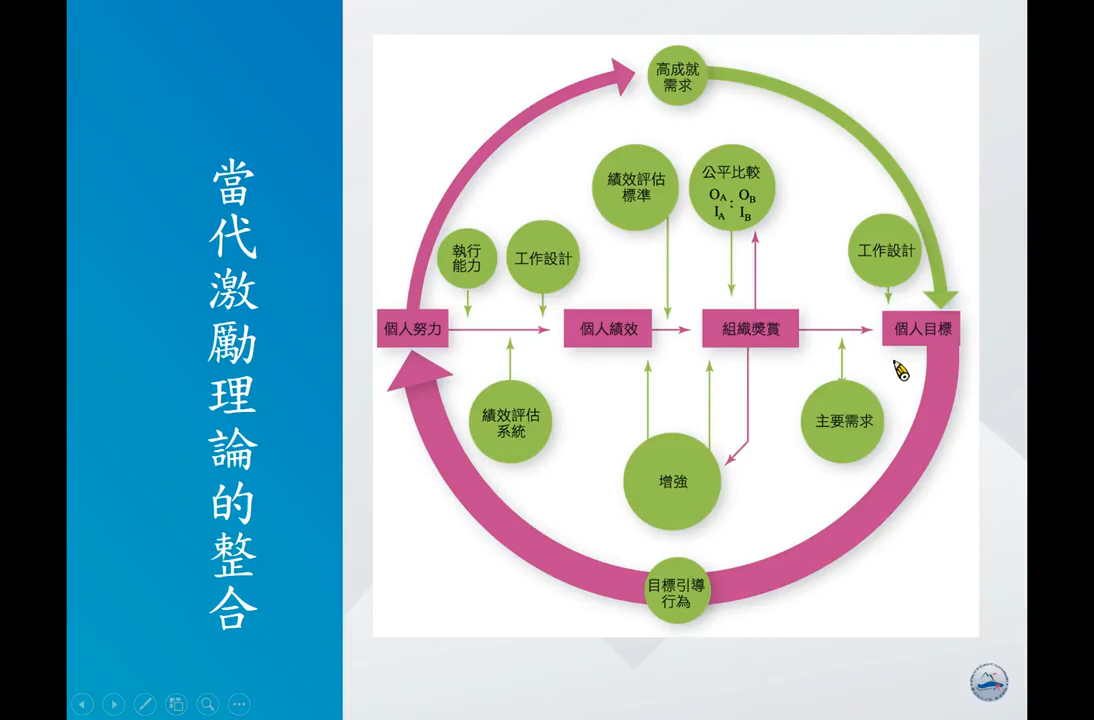 當代激勵理論的整合
高成就
需求
績效評估
標準
公平比較
OA : OB
IA IB
執行
能力
工作設計
工作設計
個人努力
個人績效
組織獎賞
個人目標
績效評估
系統
主要需求
增強
目標引導
行為